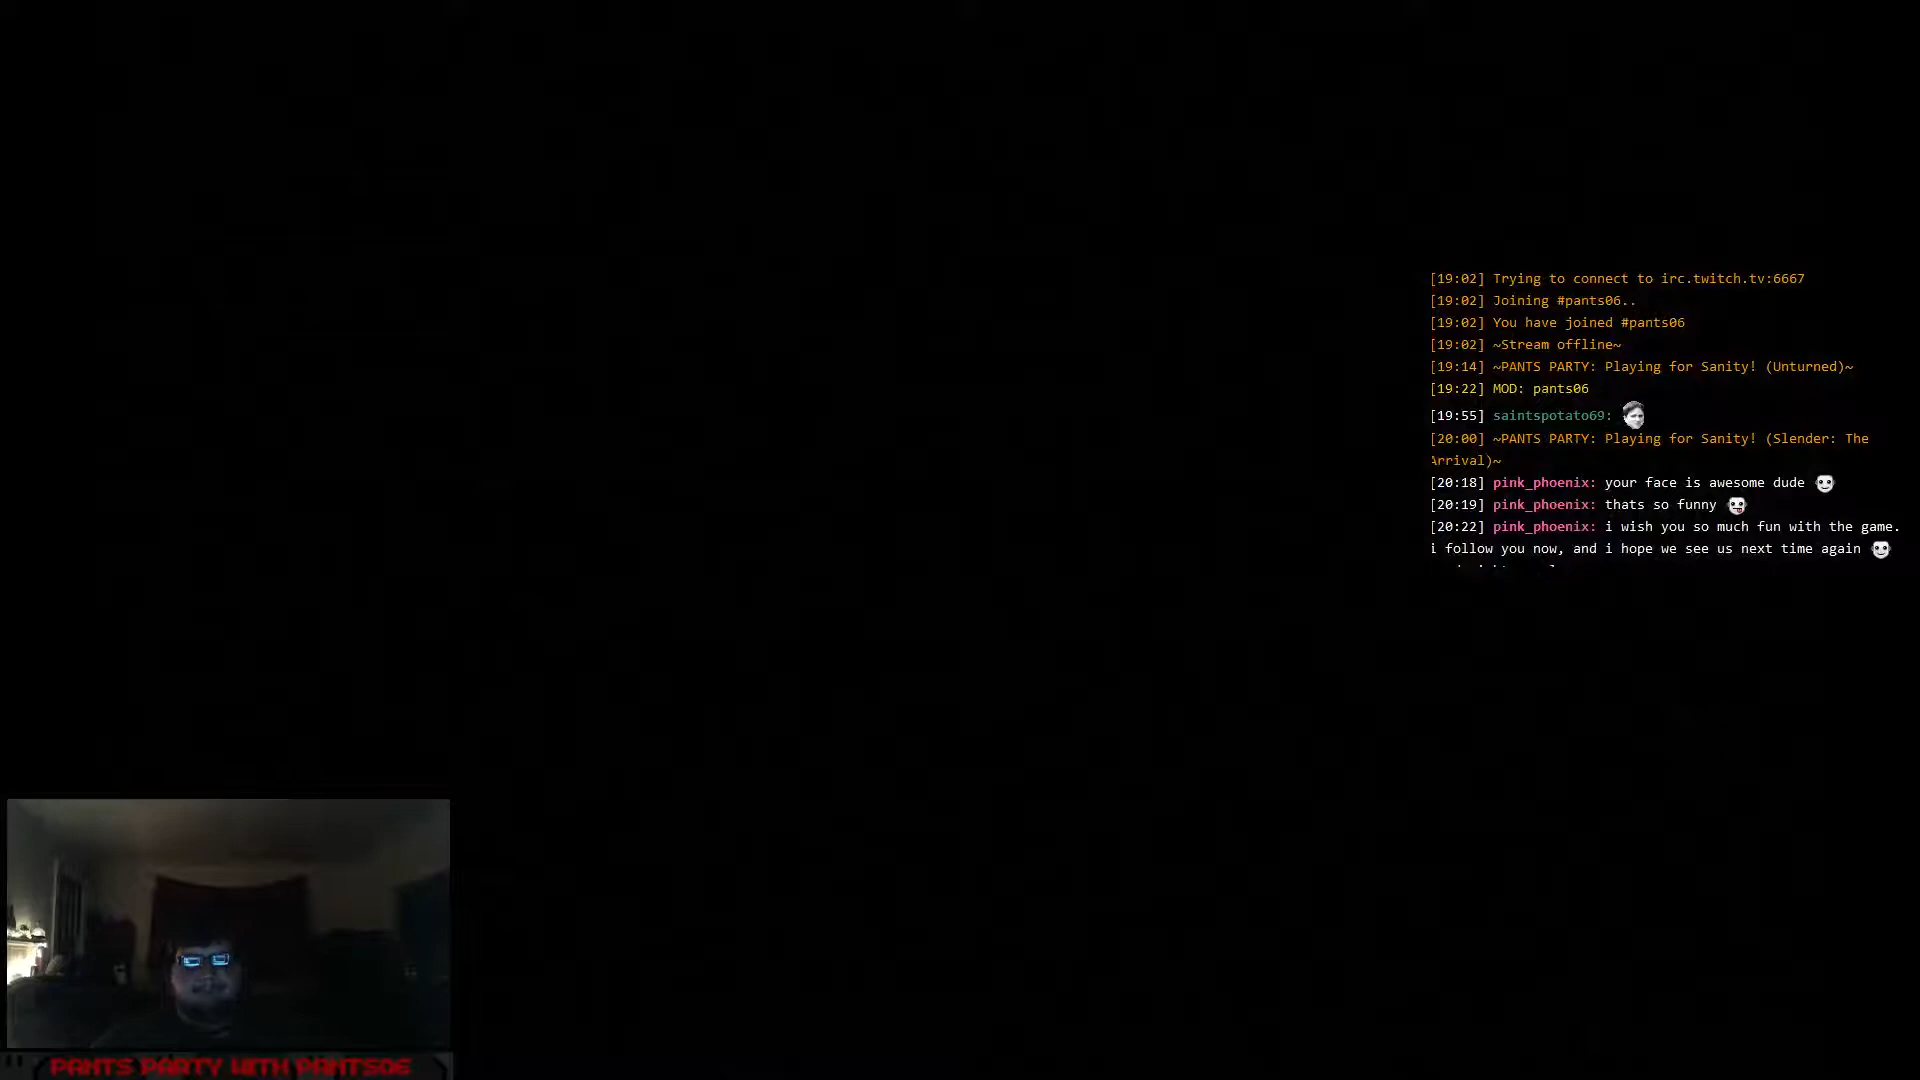 [19:02] Trying to connect to irc.twitch.tv:6667
[19:02] Joining #pants06..
[19:02] You have joined #pants06
[19:02] ~Stream offline~
[19:14] ~PANTS PARTY: Playing for Sanity! (Unturned)~
[19:22] MOD: pants06
[19:55] saintspotato69:
[20:00] ~PANTS PARTY: Playing for Sanity! (Slender: The
Arrival)~
[20:18] pink_phoenix: your face is awesome dude
[20:19] pink_phoenix: thats so funny
[20:22] pink_phoenix: i wish you so much fun with the game.
i follow you now, and i hope we see us next time again
PANTS PARTY WITH PANTS06